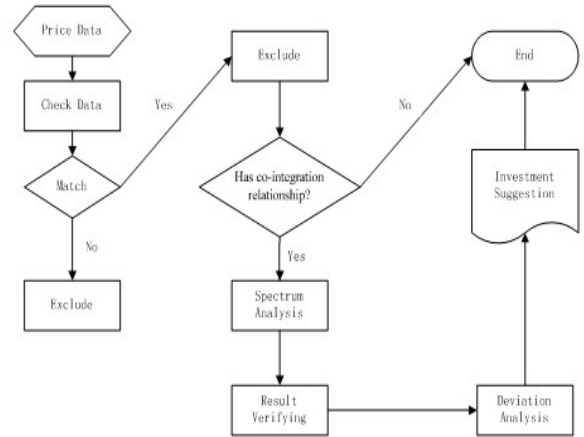 Price Data
Check Data
Match
Yes
No
Exclude
Exclude
Has co-integration
relationship?
No
Yes
Spectrum
Analysis
Result
Verifying
Deviation
Analysis
Investment
Suggestion
End